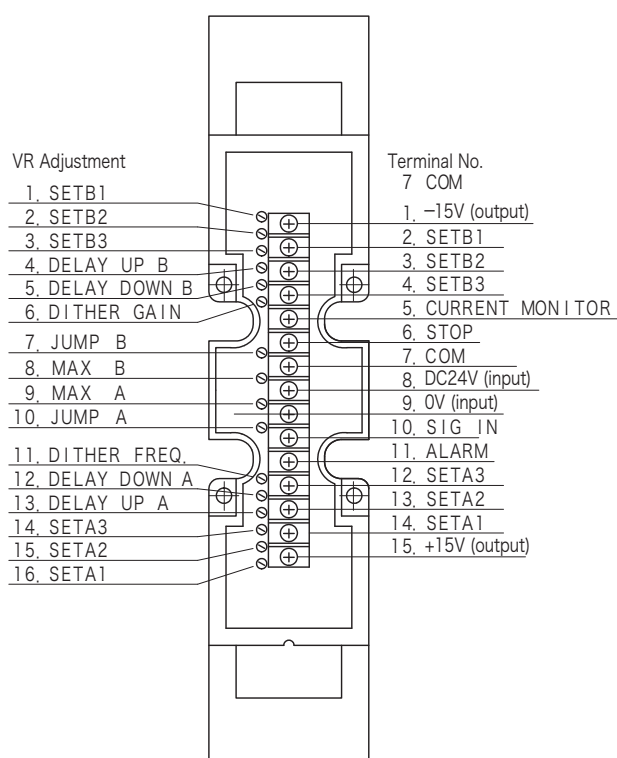 VR Adjustment
1. SETB1
2. SETB2
3. SETB3
4. DELAY UP B
5. DELAY DOWN B
6. DITHER GAIN
7. JUMP B
8. MAX B
9. MAX A
10. JUMP A
11. DITHER FREQ.
12. DELAY DOWN A
13. DELAY UP A
14. SETA3
15. SETA2
16. SETA1
Terminal No.
7 COM
1. −15V (output)
2. SETB1
3. SETB2
4. SETB3
5. CURRENT MONITOR
6. STOP
7. COM
8. DC24V (input)
9. 0V (input)
10. SIG IN
11. ALARM
12. SETA3
13. SETA2
14. SETA1
15. +15V (output)